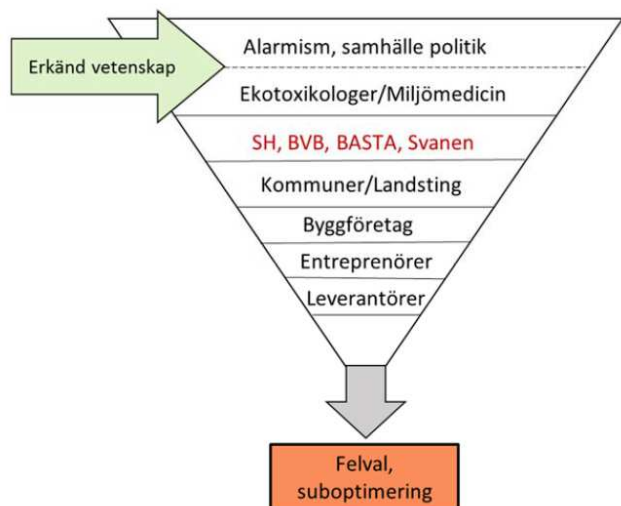 Alarmism, samhälle politik
Erkänd vetenskap
Ekotoxikologer/Miljömedicin
SH, BVB, BASTA, Svanen
Kommuner/Landsting
Byggföretag
Entreprenörer
Leverantörer
Felval,
suboptimering